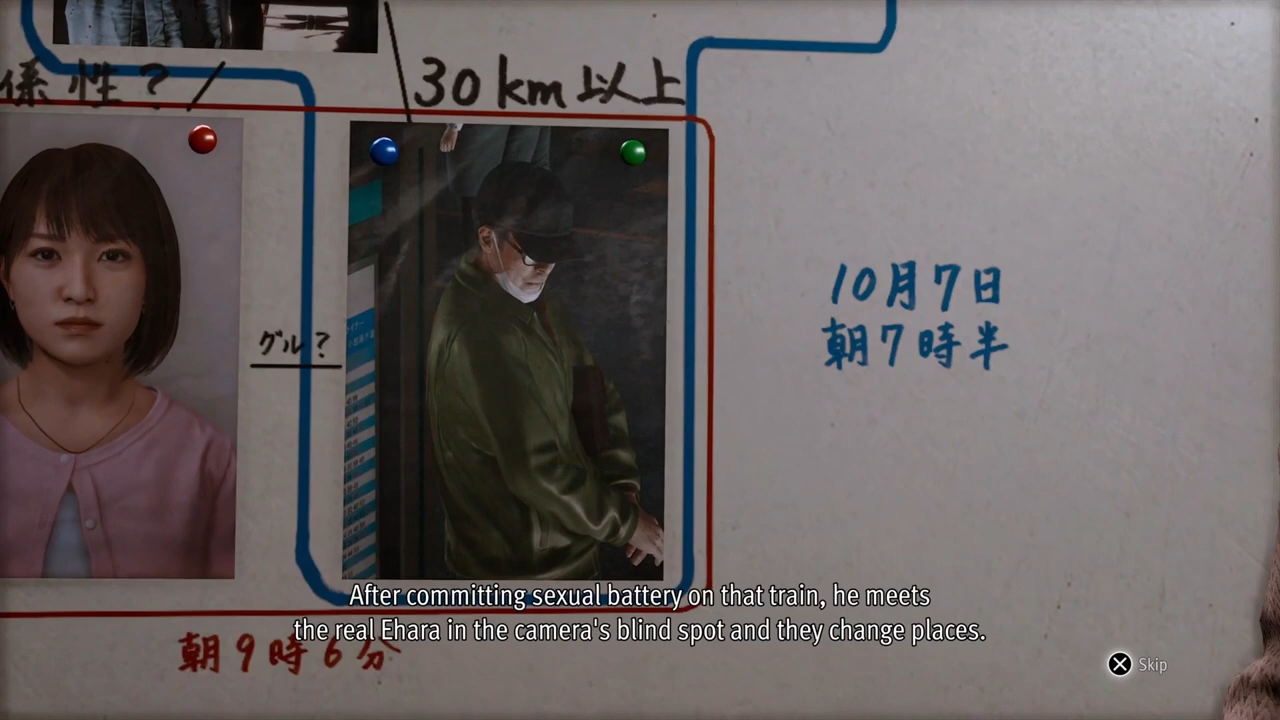 係性？/
30km以上
グル？
10月7日
朝7時半
After committing sexual battery on that train, he meets
the real Ehara in the camera's blind spot and they change places.
朝9時6分
Skip